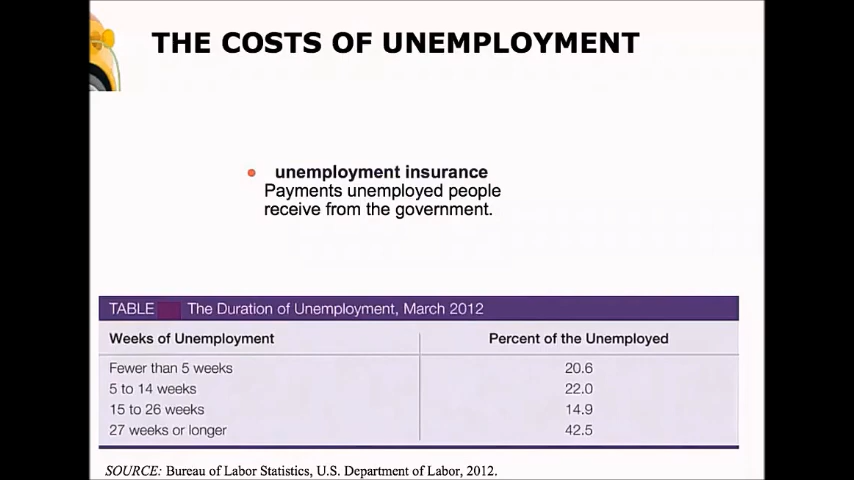 THE COSTS OF UNEMPLOYMENT
unemployment insurance
Payments unemployed people
receive from the government.
TABLE The Duration of Unemployment, March 2012
Weeks of Unemployment Percent of the Unemployed
Fewer than 5 weeks 20.6
5 to 14 weeks 22.0
15 to 26 weeks 14.9
27 weeks or longer 42.5
SOURCE: Bureau of Labor Statistics, U.S. Department of Labor, 2012.